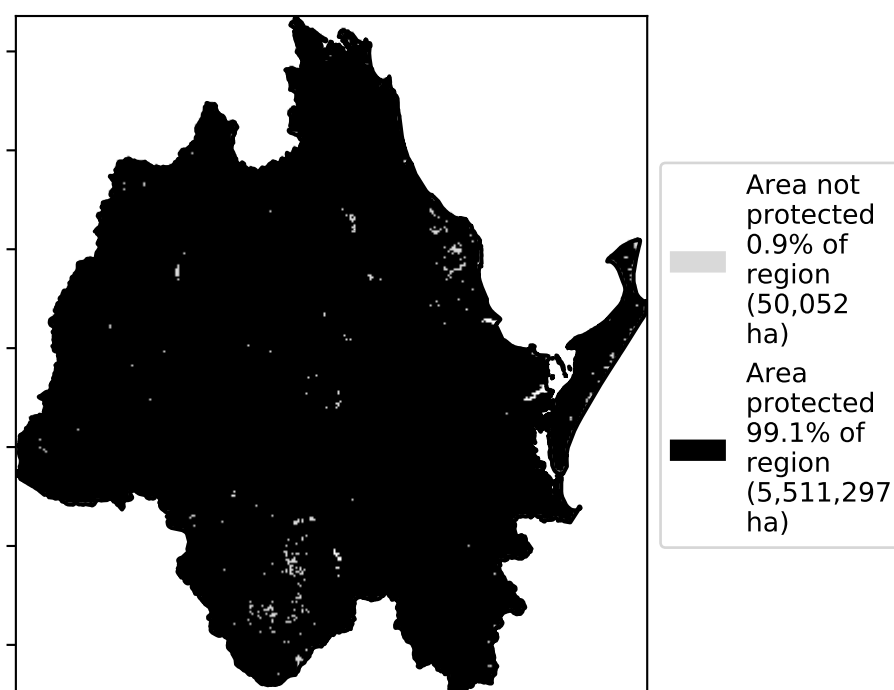 Area not
protected
0.9% of
region
(50,052
ha)
Area
protected
99.1% of
region
(5,511,297
ha)